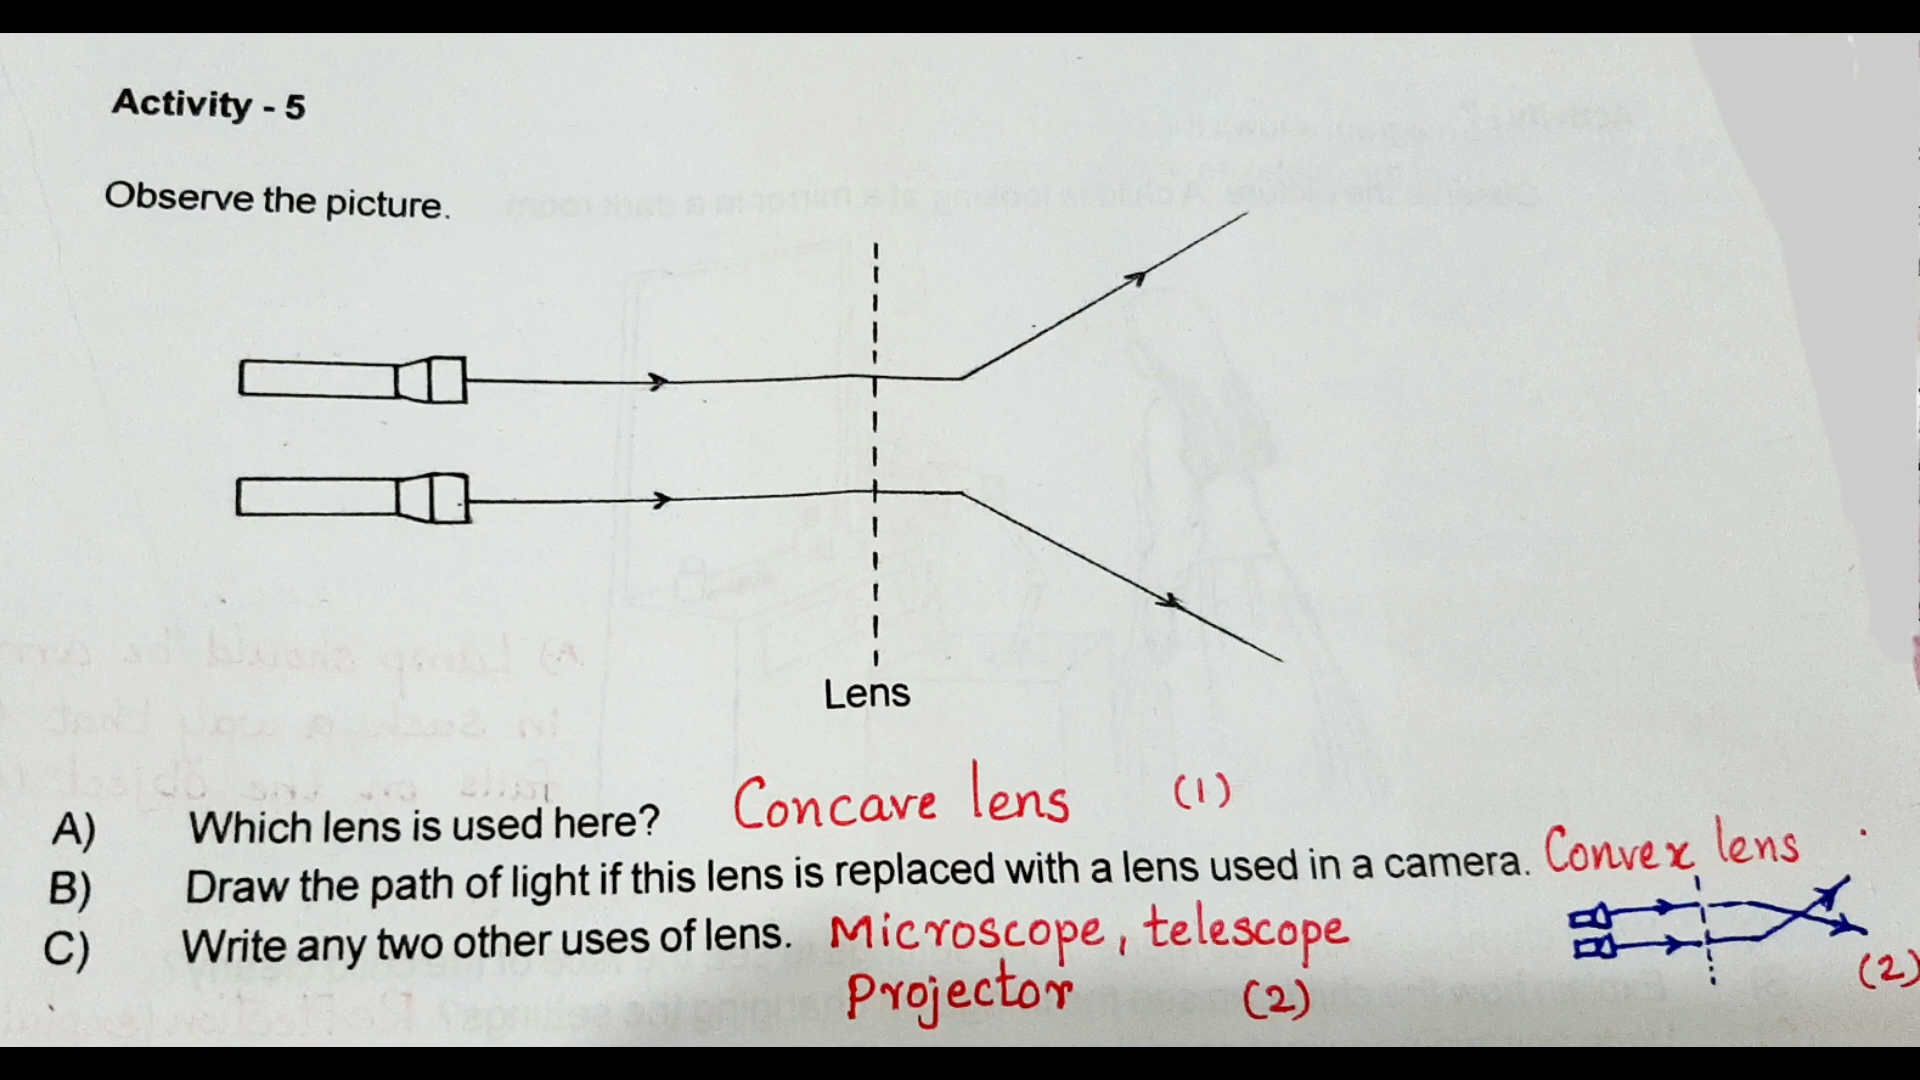 Activity - 5
Observe the picture.
Lens
A) Which lens is used here? Concave lens (1)
B) Draw the path of light if this lens is replaced with a lens used in a camera. Convex lens
C) Write any two other uses of lens. Microscope, telescope
(2)
Projector (2)